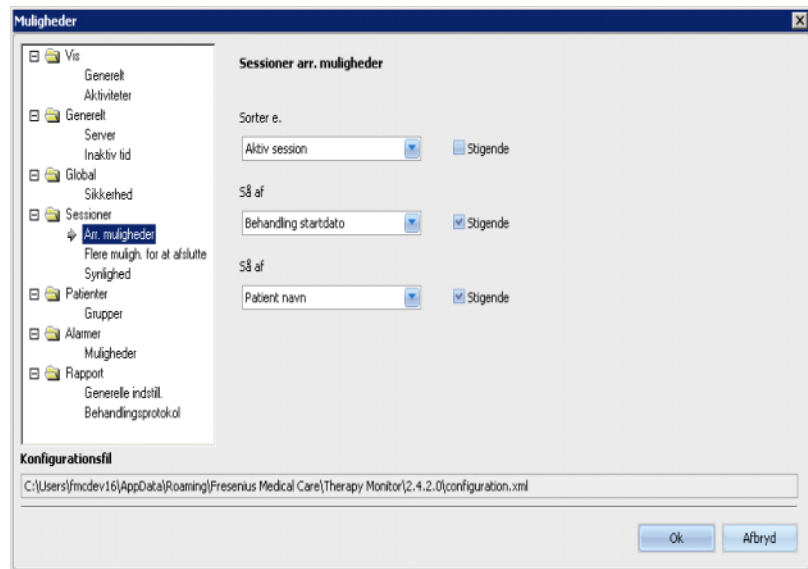 Muligheder
Vis
Generelt
Aktiviteter
Generelt
Server
Inaktiv tid
Global
Sikkerhed
Sessioner
Arr. muligheder
Flere muligh. for at afslutte
Synlighed
Patienter
Grupper
Alarmer
Muligheder
Rapport
Generelle indstill.
Behandlingsprotokol
Sessioner arr. muligheder
Sorter e.
Aktiv session
Stigende
Så af
Behandling startdato
Stigende
Så af
Patient navn
Stigende
Konfigurationsfil
C:\Users\fmcdev16\AppData\Roaming\Fresenius Medical Care\Therapy Monitor\2.4.2.0\configuration.xml
Ok
Afbryd